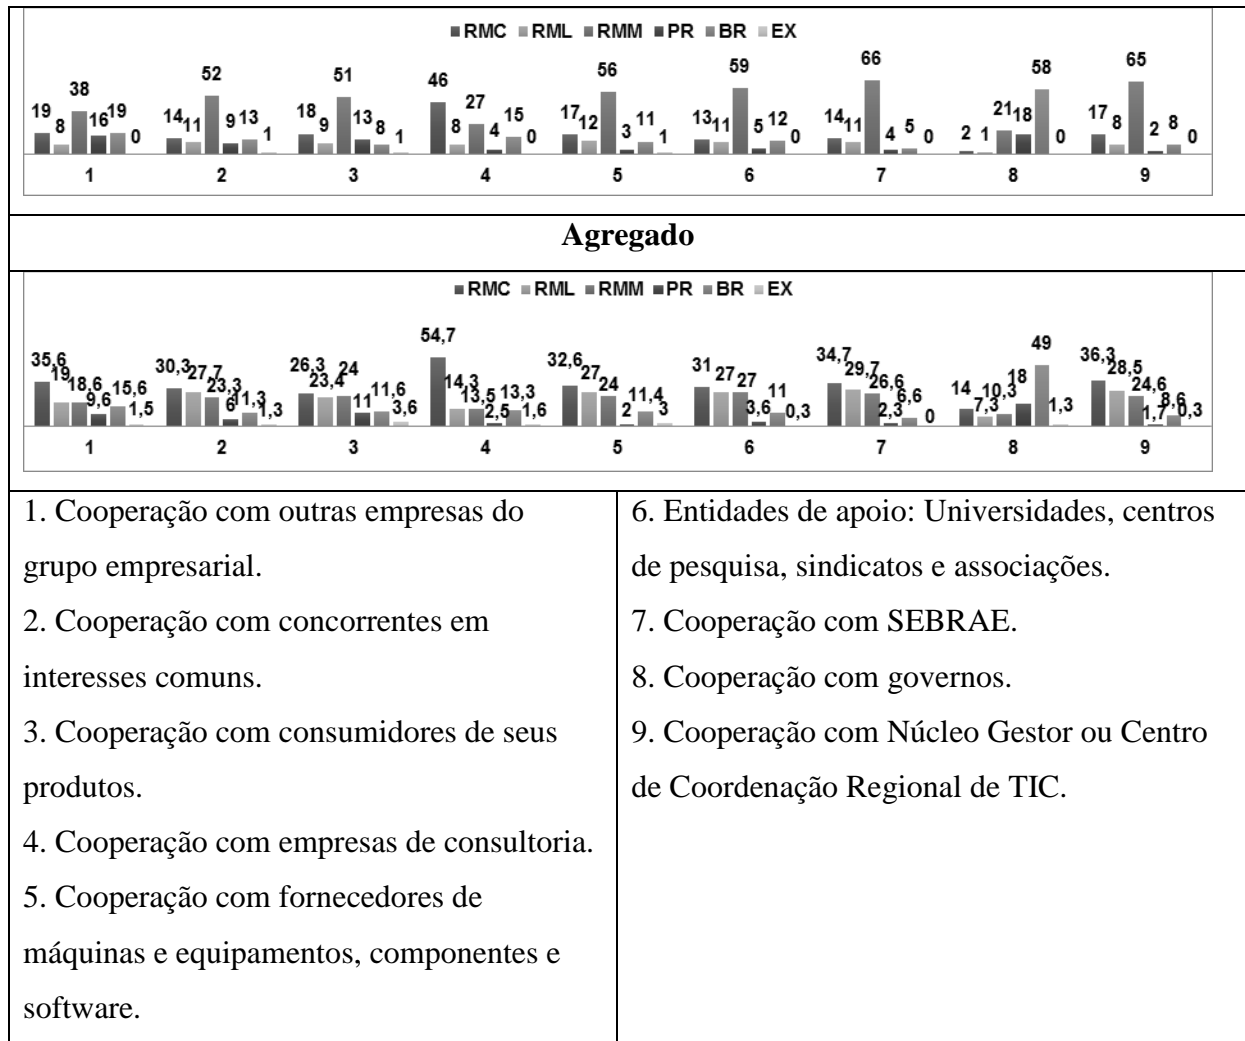 RMC RML RMM PR BR EX
19 8 38 16 19 0 14 11 52 9 13 1 18 9 51 13 8 1 46 8 27 4 15 0 17 12 56 3 11 1 13 11 59 5 12 0 14 11 66 4 5 0 2 1 21 18 58 0 17 8 65 2 8 0
1 2 3 4 5 6 7 8 9
Agregado
RMC RML RMM PR BR EX
35,6 19 18,6 9,6 15,6 1,5 30,3 27,7 23,3 6 11,3 1,3 26,3 23,4 24 11 11,6 3,6 54,7 14,3 13,5 2,5 13,3 1,6 32,6 27 24 2 11,4 3 31 27 27 3,6 11 0,3 34,7 29,7 26,6 2,3 6,6 0 14 7,3 10,3 18 49 1,3 36,3 28,5 24,6 1,7 8,6 0,3
1 2 3 4 5 6 7 8 9
1. Cooperação com outras empresas do
grupo empresarial.
2. Cooperação com concorrentes em
interesses comuns.
3. Cooperação com consumidores de seus
produtos.
4. Cooperação com empresas de consultoria.
5. Cooperação com fornecedores de
máquinas e equipamentos, componentes e
software.
6. Entidades de apoio: Universidades, centros
de pesquisa, sindicatos e associações.
7. Cooperação com SEBRAE.
8. Cooperação com governos.
9. Cooperação com Núcleo Gestor ou Centro
de Coordenação Regional de TIC.